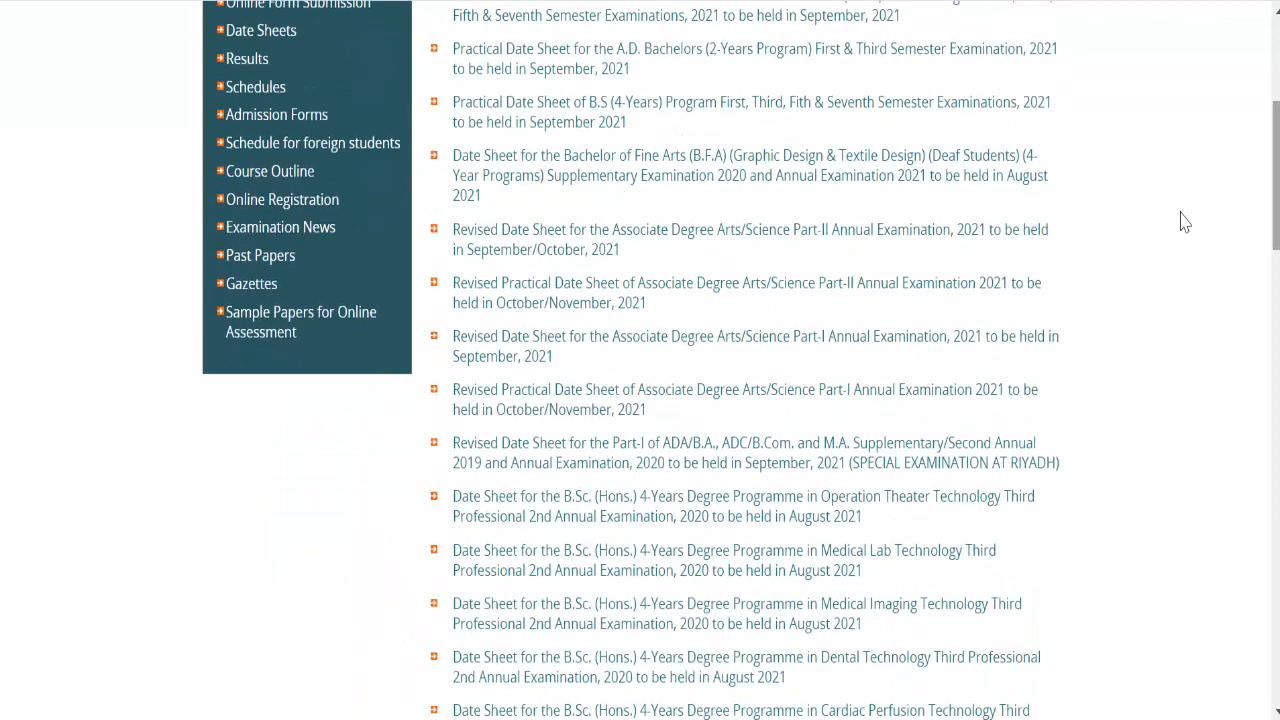 Online Form Submission
Date Sheets
Results
Schedules
Admission Forms
Schedule for foreign students
Course Outline
Online Registration
Examination News
Past Papers
Gazettes
Sample Papers for Online
Assessment
Fifth & Seventh Semester Examinations, 2021 to be held in September, 2021
Practical Date Sheet for the A.D. Bachelors (2-Years Program) First & Third Semester Examination, 2021
to be held in September, 2021
Practical Date Sheet of B.S (4-Years) Program First, Third, Fith & Seventh Semester Examinations, 2021
to be held in September 2021
Date Sheet for the Bachelor of Fine Arts (B.F.A) (Graphic Design & Textile Design) (Deaf Students) (4-
Year Programs) Supplementary Examination 2020 and Annual Examination 2021 to be held in August
2021
Revised Date Sheet for the Associate Degree Arts/Science Part-II Annual Examination, 2021 to be held
in September/October, 2021
Revised Practical Date Sheet of Associate Degree Arts/Science Part-II Annual Examination 2021 to be
held in October/November, 2021
Revised Date Sheet for the Associate Degree Arts/Science Part-I Annual Examination, 2021 to be held in
September, 2021
Revised Practical Date Sheet of Associate Degree Arts/Science Part-I Annual Examination 2021 to be
held in October/November, 2021
Revised Date Sheet for the Part-I of ADA/B.A., ADC/B.Com. and M.A. Supplementary/Second Annual
2019 and Annual Examination, 2020 to be held in September, 2021 (SPECIAL EXAMINATION AT RIYADH)
Date Sheet for the B.Sc. (Hons.) 4-Years Degree Programme in Operation Theater Technology Third
Professional 2nd Annual Examination, 2020 to be held in August 2021
Date Sheet for the B.Sc. (Hons.) 4-Years Degree Programme in Medical Lab Technology Third
Professional 2nd Annual Examination, 2020 to be held in August 2021
Date Sheet for the B.Sc. (Hons.) 4-Years Degree Programme in Medical Imaging Technology Third
Professional 2nd Annual Examination, 2020 to be held in August 2021
Date Sheet for the B.Sc. (Hons.) 4-Years Degree Programme in Dental Technology Third Professional
2nd Annual Examination, 2020 to be held in August 2021
Date Sheet for the B.Sc. (Hons.) 4-Years Degree Programme in Cardiac Perfusion Technology Third